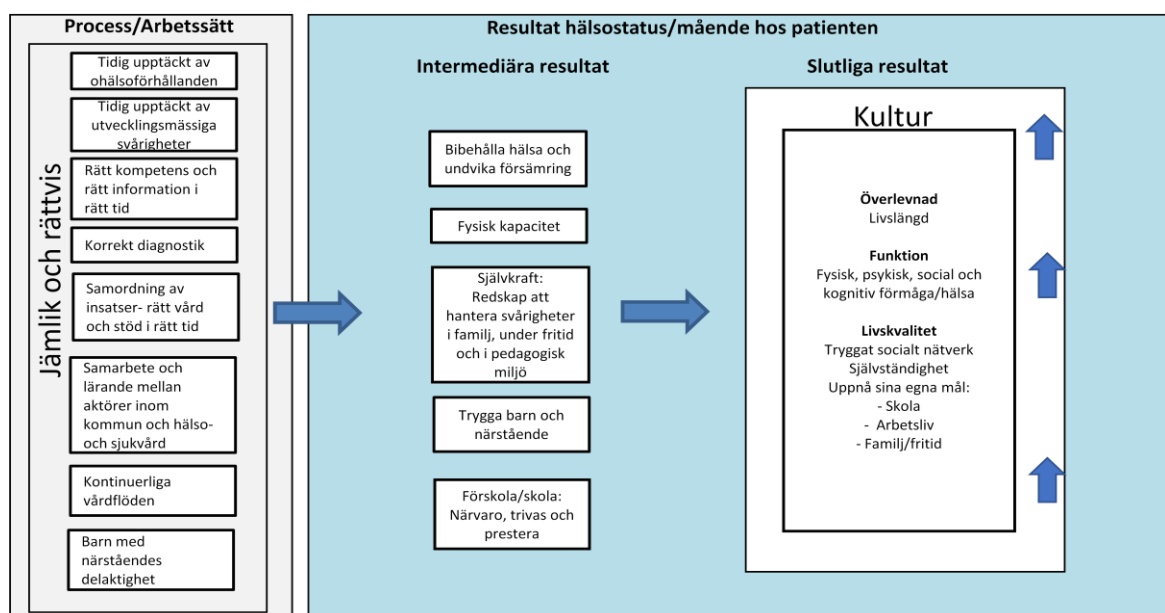 Process/Arbetssätt
Jämlik och rättvis
Tidig upptäckt av
ohälsoförhållanden
Tidig upptäckt av
utvecklingsmässiga
svårigheter
Rätt kompetens och
rätt information i
rätt tid
Korrekt diagnostik
Samordning av
insatser- rätt vård
och stöd i rätt tid
Samarbete och
lärande mellan
aktörer inom
kommun och hälso-
och sjukvård
Kontinuerliga
vårdflöden
Barn med
närståendes
delaktighet
Resultat hälsostatus/mående hos patienten
Intermediära resultat
Bibehålla hälsa och
undvika försämring
Fysisk kapacitet
Självkraft:
Redskap att
hantera svårigheter
i familj, under fritid
och i pedagogisk
miljö
Trygga barn och
närstående
Förskola/skola:
Närvaro, trivas och
prestera
Slutliga resultat
Kultur
Överlevnad
Livslängd
Funktion
Fysisk, psykisk, social och
kognitiv förmåga/hälsa
Livskvalitet
Tryggat socialt nätverk
Självständighet
Uppnå sina egna mål:
- Skola
- Arbetsliv
- Familj/fritid